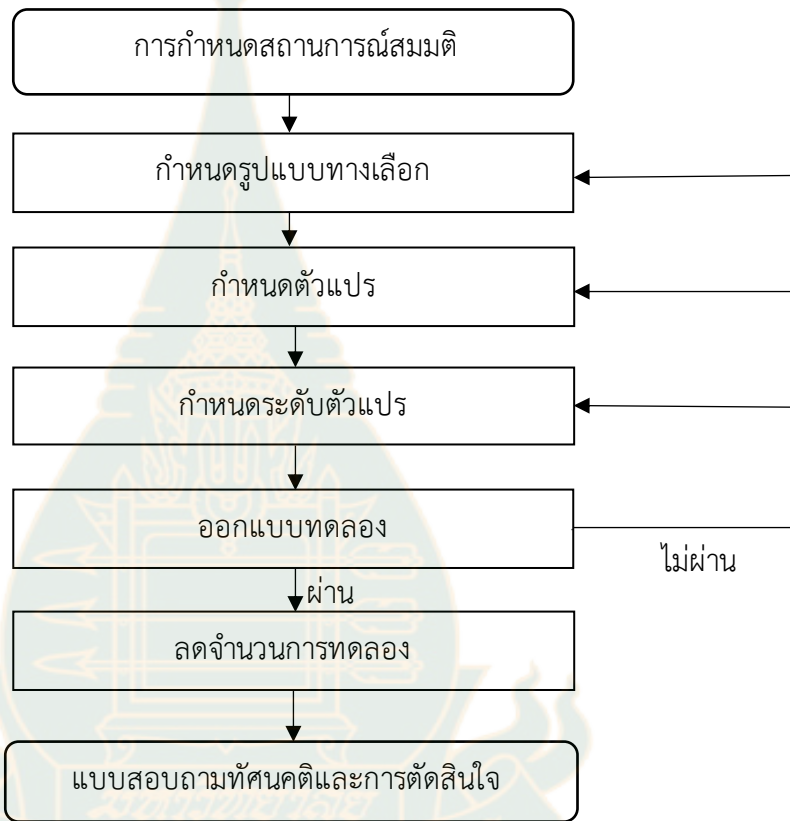 การกำหนดสถานการณ์สมมติ
กำหนดรูปแบบทางเลือก
กำหนดตัวแปร
กำหนดระดับตัวแปร
ออกแบบทดลอง
ไม่ผ่าน
ผ่าน
ลดจำนวนการทดลอง
แบบสอบถามทัศนคติและการตัดสินใจ